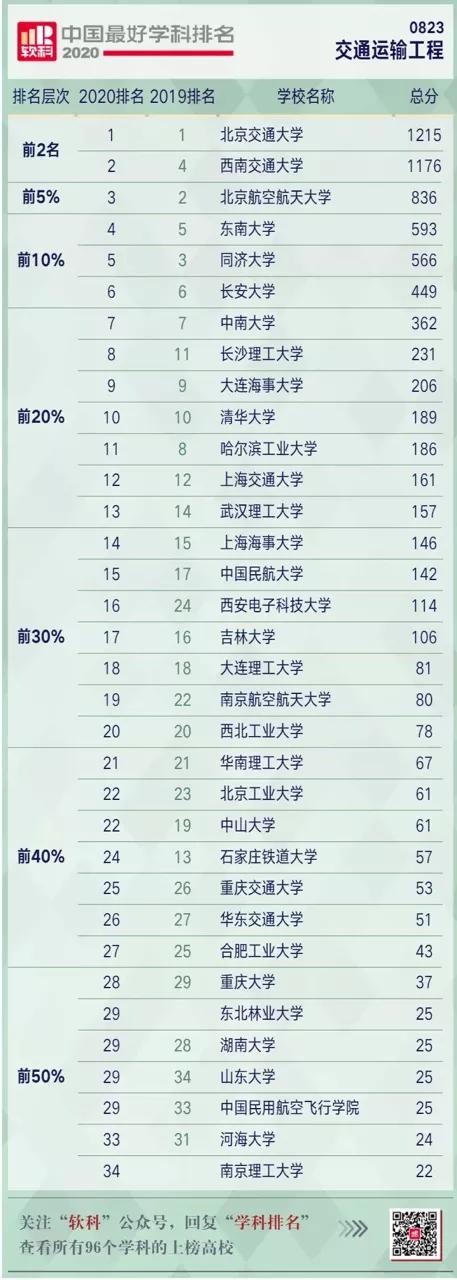 软科 中国最好学科排名
2020
0823
交通运输工程
排名层次 2020排名 2019排名 学校名称 总分
前2名
1 1 北京交通大学 1215
2 4 西南交通大学 1176
前5% 3 2 北京航空航天大学 836
4 5 东南大学 593
前10% 5 3 同济大学 566
6 6 长安大学 449
7 7 中南大学 362
8 11 长沙理工大学 231
9 9 大连海事大学 206
前20% 10 10 清华大学 189
11 8 哈尔滨工业大学 186
12 12 上海交通大学 161
13 14 武汉理工大学 157
14 15 上海海事大学 146
15 17 中国民航大学 142
16 24 西安电子科技大学 114
前30% 17 16 吉林大学 106
18 18 大连理工大学 81
19 22 南京航空航天大学 80
20 20 西北工业大学 78
21 21 华南理工大学 67
22 23 北京工业大学 61
22 19 中山大学 61
前40% 24 13 石家庄铁道大学 57
25 26 重庆交通大学 53
26 27 华东交通大学 51
27 25 合肥工业大学 43
28 29 重庆大学 37
29 东北林业大学 25
29 28 湖南大学 25
前50% 29 34 山东大学 25
29 33 中国民用航空飞行学院 25
33 31 河海大学 24
34 南京理工大学 22
关注“软科”公众号，回复“学科排名”
查看所有96个学科的上榜高校